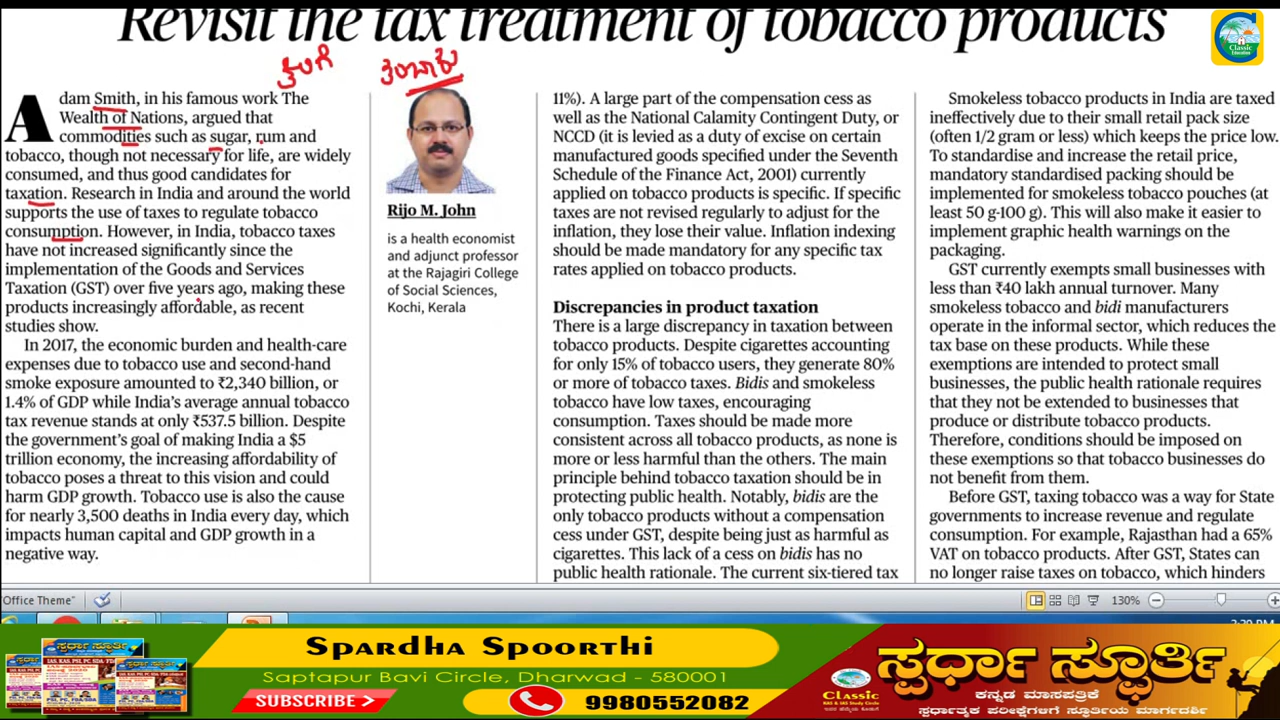 Revisit the tax treatment of tobacco products
Classic
Education
ತಂಬಾಕು
Adam Smith, in his famous work The
Wealth of Nations, argued that
commodities such as sugar, rum and
tobacco, though not necessary for life, are widely
consumed, and thus good candidates for
taxation. Research in India and around the world
supports the use of taxes to regulate tobacco
consumption. However, in India, tobacco taxes
have not increased significantly since the
implementation of the Goods and Services
Taxation (GST) over five years ago, making these
products increasingly affordable, as recent
studies show.
In 2017, the economic burden and health-care
expenses due to tobacco use and second-hand
smoke exposure amounted to ₹2,340 billion, or
1.4% of GDP while India's average annual tobacco
tax revenue stands at only ₹537.5 billion. Despite
the government's goal of making India a $5
trillion economy, the increasing affordability of
tobacco poses a threat to this vision and could
harm GDP growth. Tobacco use is also the cause
for nearly 3,500 deaths in India every day, which
impacts human capital and GDP growth in a
negative way.
Rijo M. John
is a health economist
and adjunct professor
at the Rajagiri College
of Social Sciences,
Kochi, Kerala
11%). A large part of the compensation cess as
well as the National Calamity Contingent Duty, or
NCCD (it is levied as a duty of excise on certain
manufactured goods specified under the Seventh
Schedule of the Finance Act, 2001) currently
applied on tobacco products is specific. If specific
taxes are not revised regularly to adjust for the
inflation, they lose their value. Inflation indexing
should be made mandatory for any specific tax
rates applied on tobacco products.
Discrepancies in product taxation
There is a large discrepancy in taxation between
tobacco products. Despite cigarettes accounting
for only 15% of tobacco users, they generate 80%
or more of tobacco taxes. Bidis and smokeless
tobacco have low taxes, encouraging
consumption. Taxes should be made more
consistent across all tobacco products, as none is
more or less harmful than the others. The main
principle behind tobacco taxation should be in
protecting public health. Notably, bidis are the
only tobacco products without a compensation
cess under GST, despite being just as harmful as
cigarettes. This lack of a cess on bidis has no
public health rationale. The current six-tiered tax
Smokeless tobacco products in India are taxed
ineffectively due to their small retail pack size
(often 1/2 gram or less) which keeps the price low.
To standardise and increase the retail price,
mandatory standardised packing should be
implemented for smokeless tobacco pouches (at
least 50 g-100 g). This will also make it easier to
implement graphic health warnings on the
packaging.
GST currently exempts small businesses with
less than ₹40 lakh annual turnover. Many
smokeless tobacco and bidi manufacturers
operate in the informal sector, which reduces the
tax base on these products. While these
exemptions are intended to protect small
businesses, the public health rationale requires
that they not be extended to businesses that
produce or distribute tobacco products.
Therefore, conditions should be imposed on
these exemptions so that tobacco businesses do
not benefit from them.
Before GST, taxing tobacco was a way for State
governments to increase revenue and regulate
consumption. For example, Rajasthan had a 65%
VAT on tobacco products. After GST, States can
no longer raise taxes on tobacco, which hinders
Office Theme"
130%
Spardha Spoorthi
Saptapur Bavi Circle, Dharwad - 580001
SUBSCRIBE
9980552082
ಸ್ಪರ್ಧಾ ಸ್ಫೂರ್ತಿ
Classic
KAS & IAS Study Circle
ಕನ್ನಡ ಮಾಸಪತ್ರಿಕೆ
ಸ್ಪರ್ಧಾತ್ಮಕ ಪರೀಕ್ಷೆಗಳಿಗೆ ಸ್ಫೂರ್ತಿಯ ಮಾರ್ಗದರ್ಶಿ